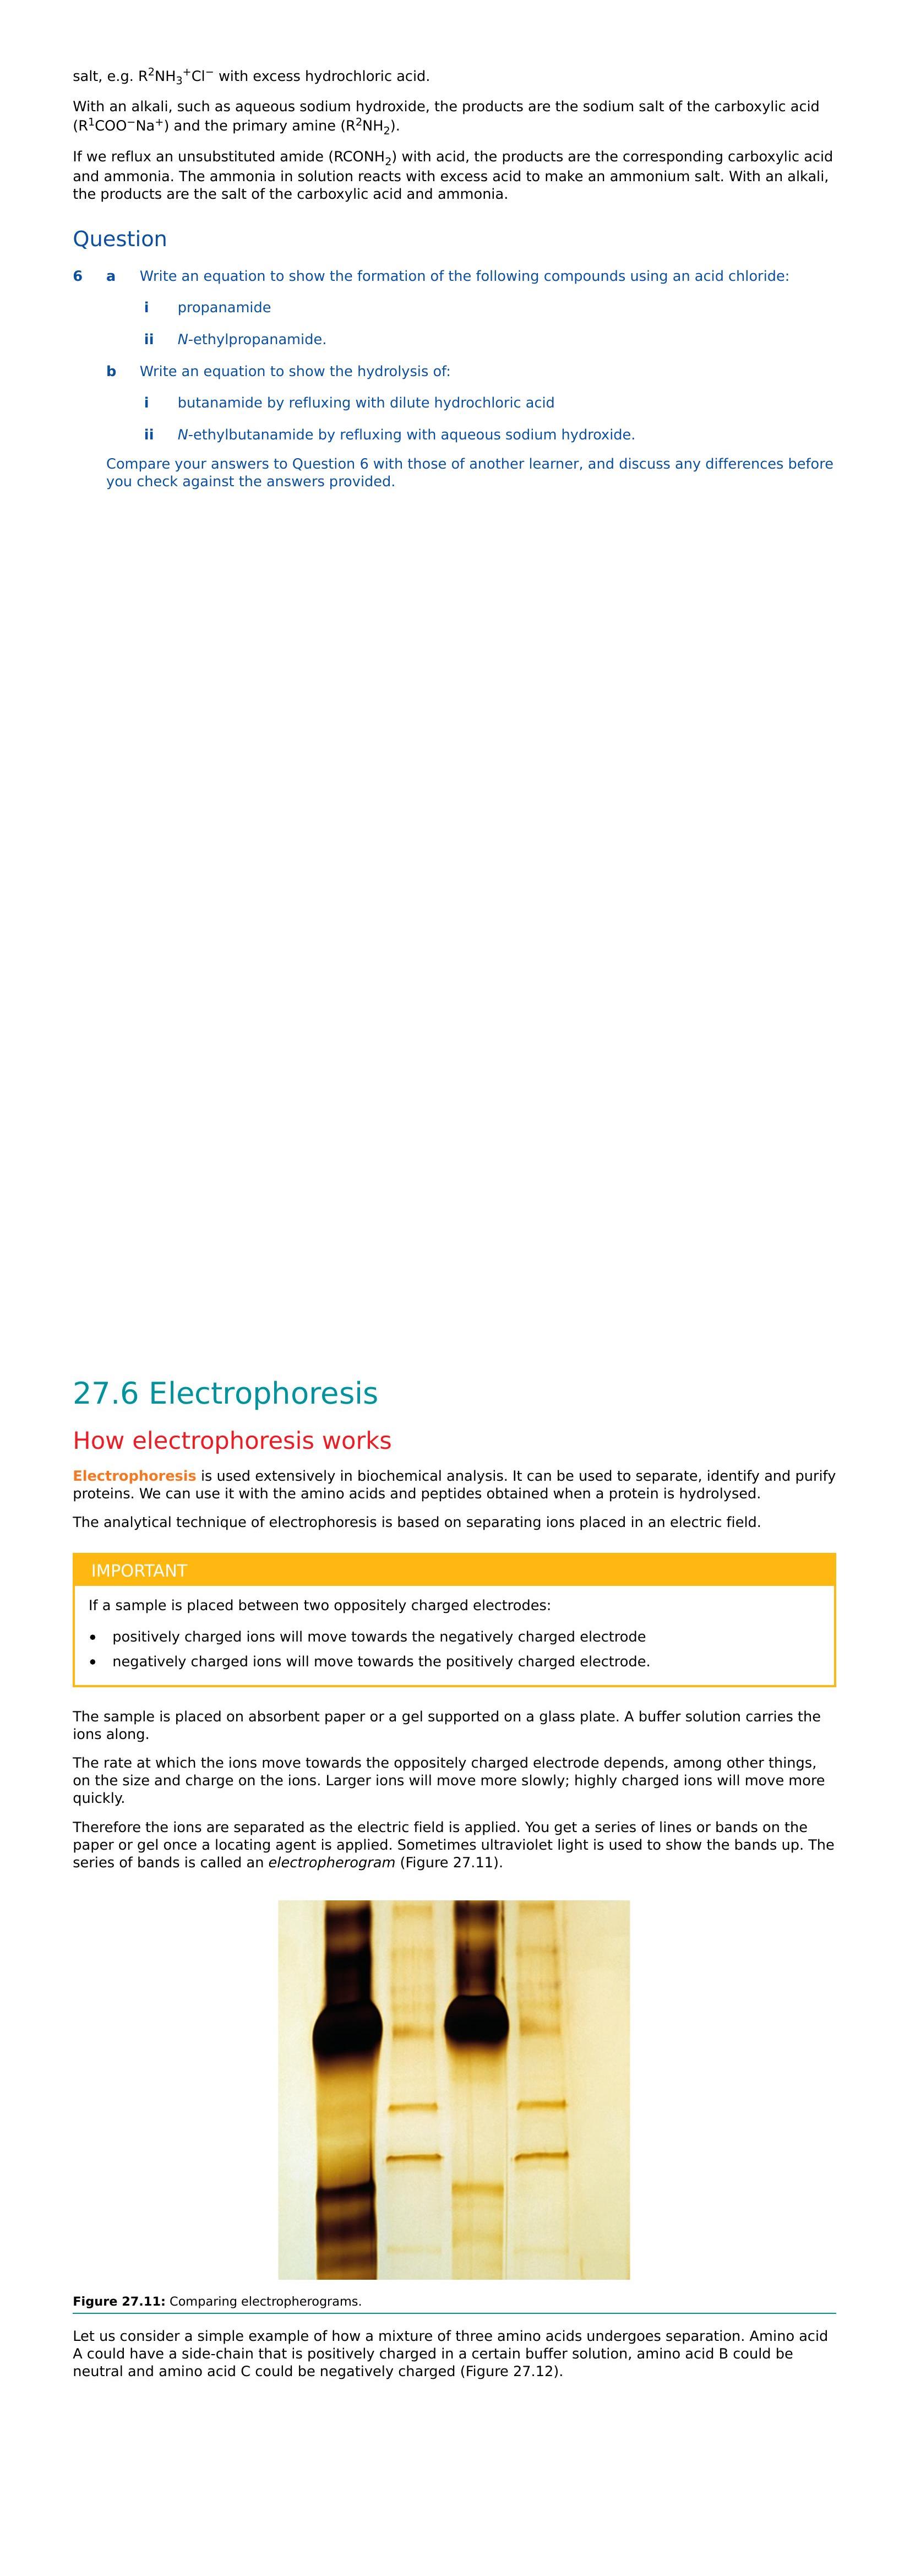 salt, e.g. R²NH₃⁺Cl⁻ with excess hydrochloric acid.
With an alkali, such as aqueous sodium hydroxide, the products are the sodium salt of the carboxylic acid
(R¹COO⁻Na⁺) and the primary amine (R²NH₂).
If we reflux an unsubstituted amide (RCONH₂) with acid, the products are the corresponding carboxylic acid
and ammonia. The ammonia in solution reacts with excess acid to make an ammonium salt. With an alkali,
the products are the salt of the carboxylic acid and ammonia.
Question
6 a Write an equation to show the formation of the following compounds using an acid chloride:
i propanamide
ii N-ethylpropanamide.
b Write an equation to show the hydrolysis of:
i butanamide by refluxing with dilute hydrochloric acid
ii N-ethylbutanamide by refluxing with aqueous sodium hydroxide.
Compare your answers to Question 6 with those of another learner, and discuss any differences before
you check against the answers provided.
27.6 Electrophoresis
How electrophoresis works
Electrophoresis is used extensively in biochemical analysis. It can be used to separate, identify and purify
proteins. We can use it with the amino acids and peptides obtained when a protein is hydrolysed.
The analytical technique of electrophoresis is based on separating ions placed in an electric field.
IMPORTANT
If a sample is placed between two oppositely charged electrodes:
• positively charged ions will move towards the negatively charged electrode
• negatively charged ions will move towards the positively charged electrode.
The sample is placed on absorbent paper or a gel supported on a glass plate. A buffer solution carries the
ions along.
The rate at which the ions move towards the oppositely charged electrode depends, among other things,
on the size and charge on the ions. Larger ions will move more slowly; highly charged ions will move more
quickly.
Therefore the ions are separated as the electric field is applied. You get a series of lines or bands on the
paper or gel once a locating agent is applied. Sometimes ultraviolet light is used to show the bands up. The
series of bands is called an electropherogram (Figure 27.11).
Figure 27.11: Comparing electropherograms.
Let us consider a simple example of how a mixture of three amino acids undergoes separation. Amino acid
A could have a side-chain that is positively charged in a certain buffer solution, amino acid B could be
neutral and amino acid C could be negatively charged (Figure 27.12).